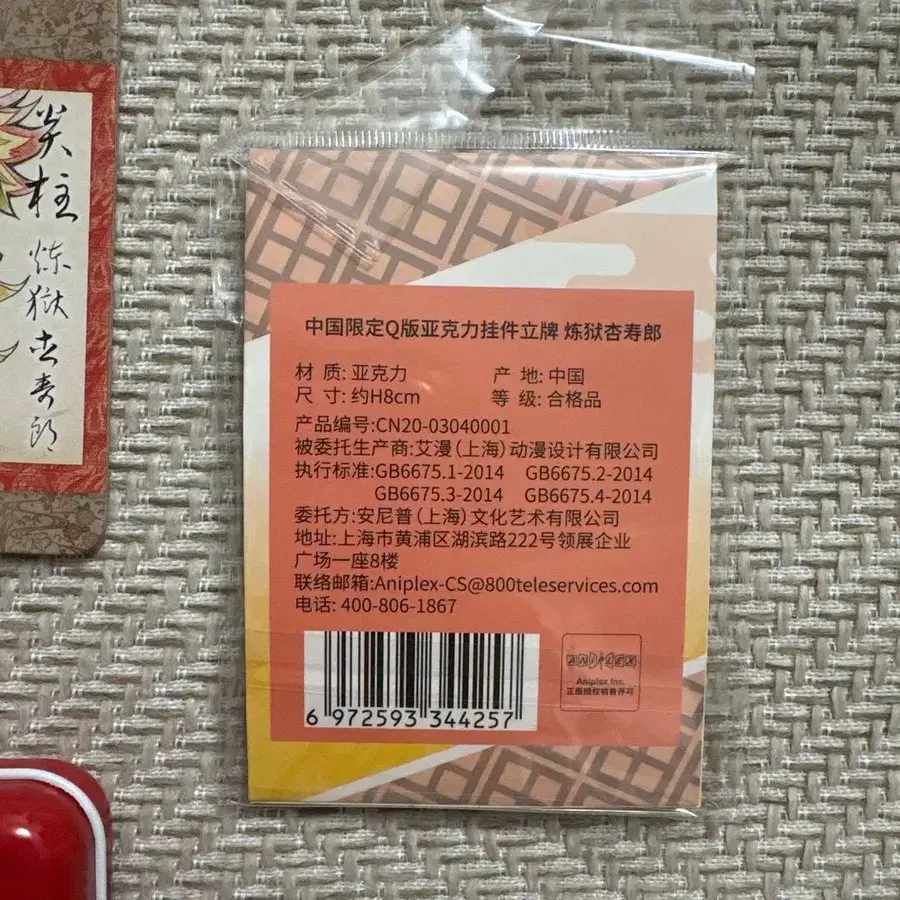 炎柱
炼狱杏寿郎
中国限定Q版亚克力挂件立牌 炼狱杏寿郎
材 质: 亚克力 产 地: 中国
尺 寸: 约H8cm 等 级: 合格品
产品编号:CN20-03040001
被委托生产商:艾漫(上海)动漫设计有限公司
执行标准:GB6675.1-2014 GB6675.2-2014
GB6675.3-2014 GB6675.4-2014
委托方:安尼普(上海)文化艺术有限公司
地址:上海市黄浦区湖滨路222号领展企业
广场一座8楼
联络邮箱:Aniplex-CS@800teleservices.com
电话: 400-806-1867
6 972593 344257
ANIPLEX
Aniplex Inc.
正版授权销售许可